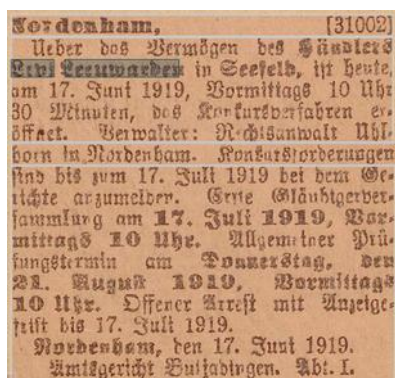 Nordenham, [31002]
Ueber das Vermögen des Händlers
Levi Leeuwarden in Seefeld, ist heute,
am 17. Juni 1919, Vormittags 10 Uhr
30 Minuten, das Konkursverfahren er-
öffnet. Verwalter: Rechtsanwalt Uhl-
horn in Nordenham. Konkursforderungen
sind bis zum 17. Juli 1919 bei dem Ge-
richte anzumelden. Erste Gläubigerver-
sammlung am 17. Juli 1919, Vor-
mittags 10 Uhr. Allgemeiner Prü-
fungstermin am Donnerstag, den
21. August 1919, Vormittags
10 Uhr. Offener Arrest mit Anzeige-
frist bis 17. Juli 1919.
Nordenham, den 17. Juni 1919.
Amtsgericht Butjadingen. Abt. I.